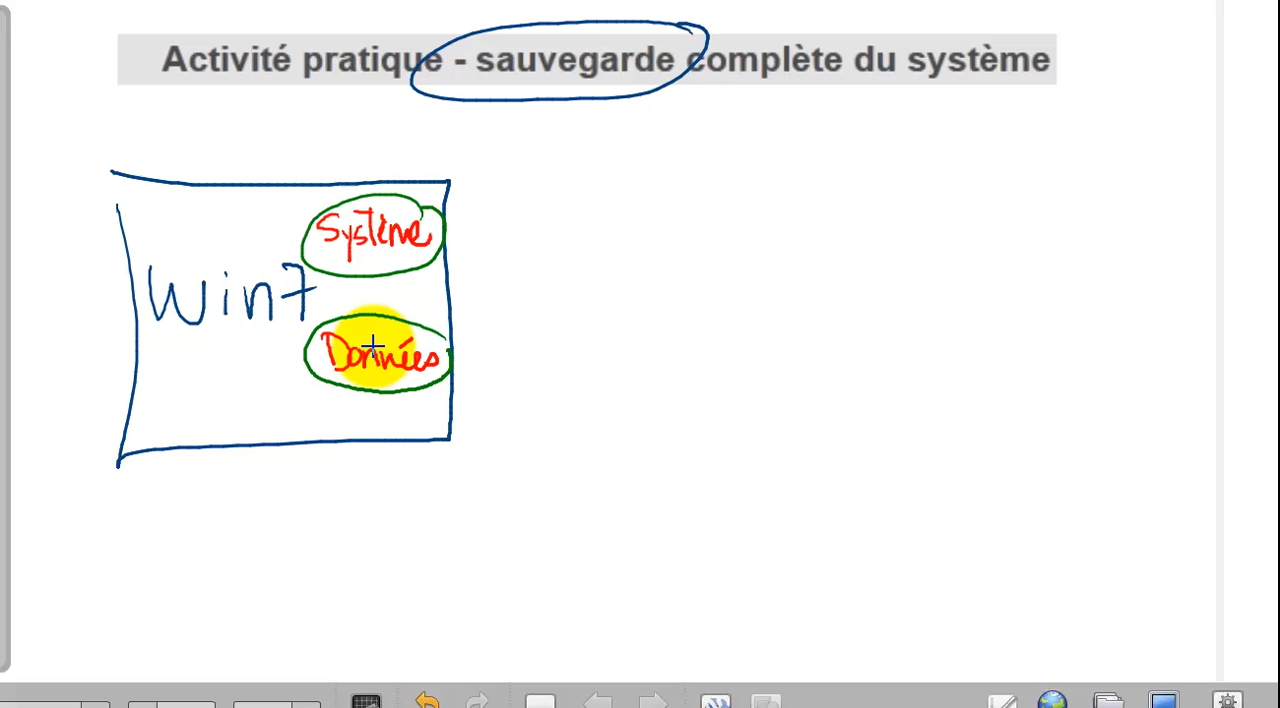 Activité pratique - sauvegarde complète du système
Système
Win7
Données